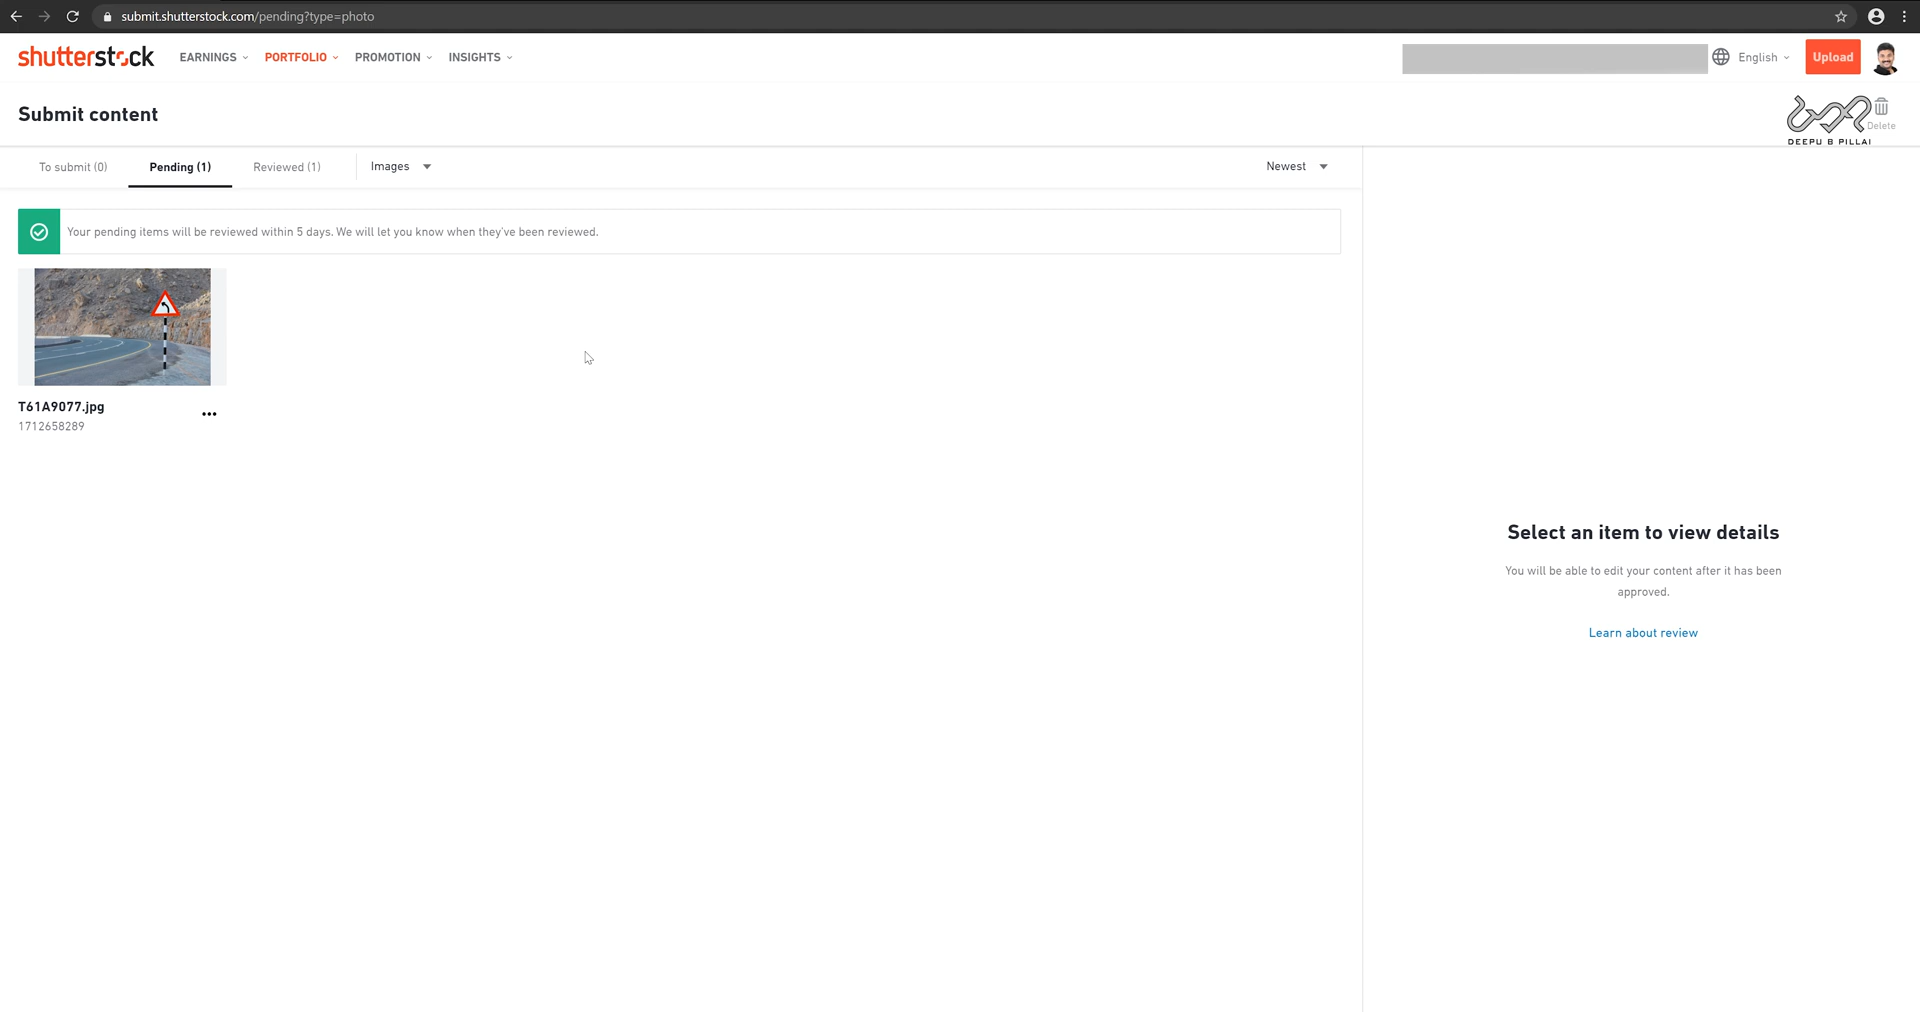 submit.shutterstock.com/pending?type=photo
shutterstock EARNINGS PORTFOLIO PROMOTION INSIGHTS English Upload
Submit content
Delete
DEEPU B PILLAI
To submit (0) Pending (1) Reviewed (1) Images Newest
Your pending items will be reviewed within 5 days. We will let you know when they've been reviewed.
T61A9077.jpg
1712658289
Select an item to view details
You will be able to edit your content after it has been
approved.
Learn about review